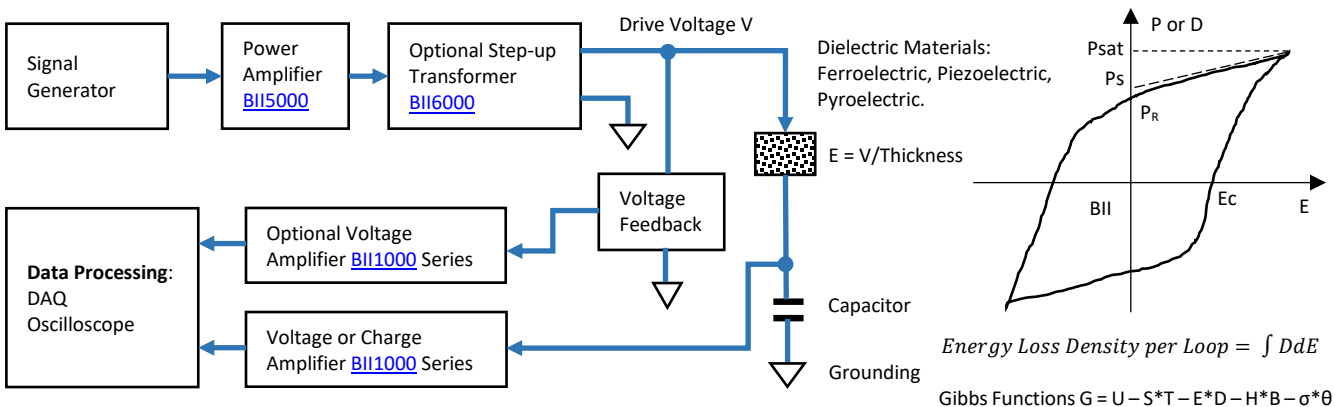 Signal
Generator
Power
Amplifier
BII5000
Optional Step-up
Transformer
BII6000
Drive Voltage V
Dielectric Materials:
Ferroelectric, Piezoelectric,
Pyroelectric.
E = V/Thickness
Voltage
Feedback
Optional Voltage
Amplifier BII1000 Series
Data Processing:
DAQ
Oscilloscope
Voltage or Charge
Amplifier BII1000 Series
Capacitor
Grounding
P or D
Psat
Ps
PR
BII
Ec
E
Energy Loss Density per Loop = ∫ DdE
Gibbs Functions G = U – S*T – E*D – H*B – σ*θ